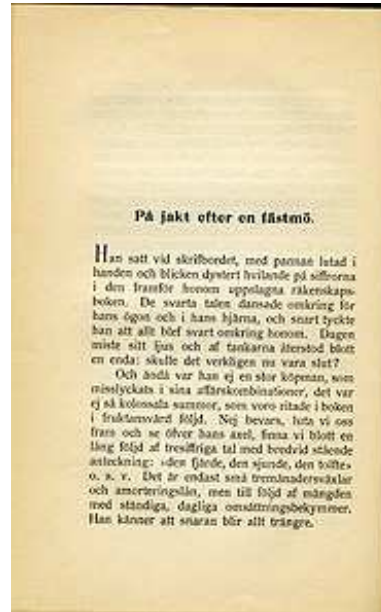 På jakt efter en fästmö.
Han satt vid skrifbordet, med pannan lutad i
handen och blicken dystert hvilande på siffrorna
i den framför honom uppslagna räkenskaps-
boken. De svarta talen dansade omkring för
hans ögon och i hans hjärna, och snart tyckte
han att allt blef svart omkring honom. Dagen
miste sitt ljus och af tankarna återstod blott
en enda: skulle det verkligen nu vara slut?
Och ändå var han ej en stor köpman, som
misslyckats i sina affärskombinationer, det var
ej så kolossala summor, som voro ritade i boken
i fruktansvärd följd. Nej bevars, luta vi oss
fram och se öfver hans axel, finna vi blott en
lång följd af tresiffriga tal med bredvid stående
anteckning: »den fjärde, den sjunde, den tolfte»
o. s. v. Det är endast små tremånadersväxlar
och amorteringslån, men till följd af mängden
med ständiga, dagliga omsättningsbekymmer.
Han känner att snaran blir allt trängre.